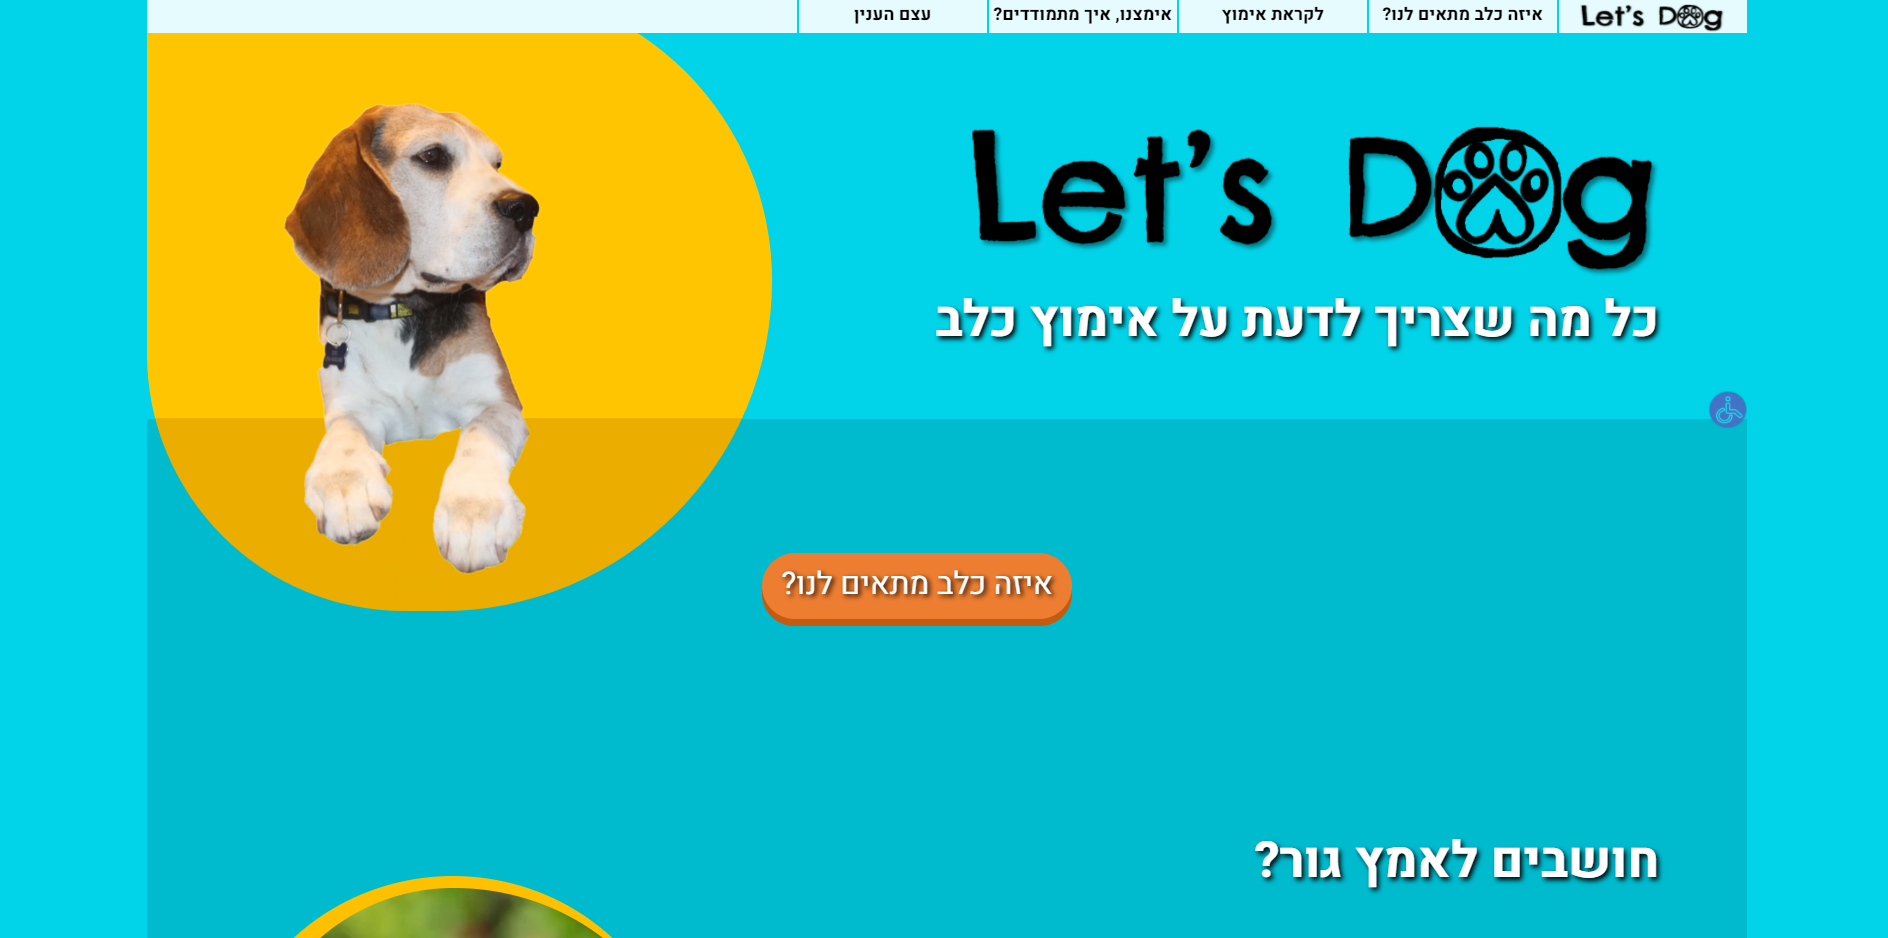 Let's Dog
איזה כלב מתאים לנו?
לקראת אימוץ
אימצנו, איך מתמודדים?
עצם הענין
Let's Dog
כל מה שצריך לדעת על אימוץ כלב
איזה כלב מתאים לנו?
חושבים לאמץ גור?